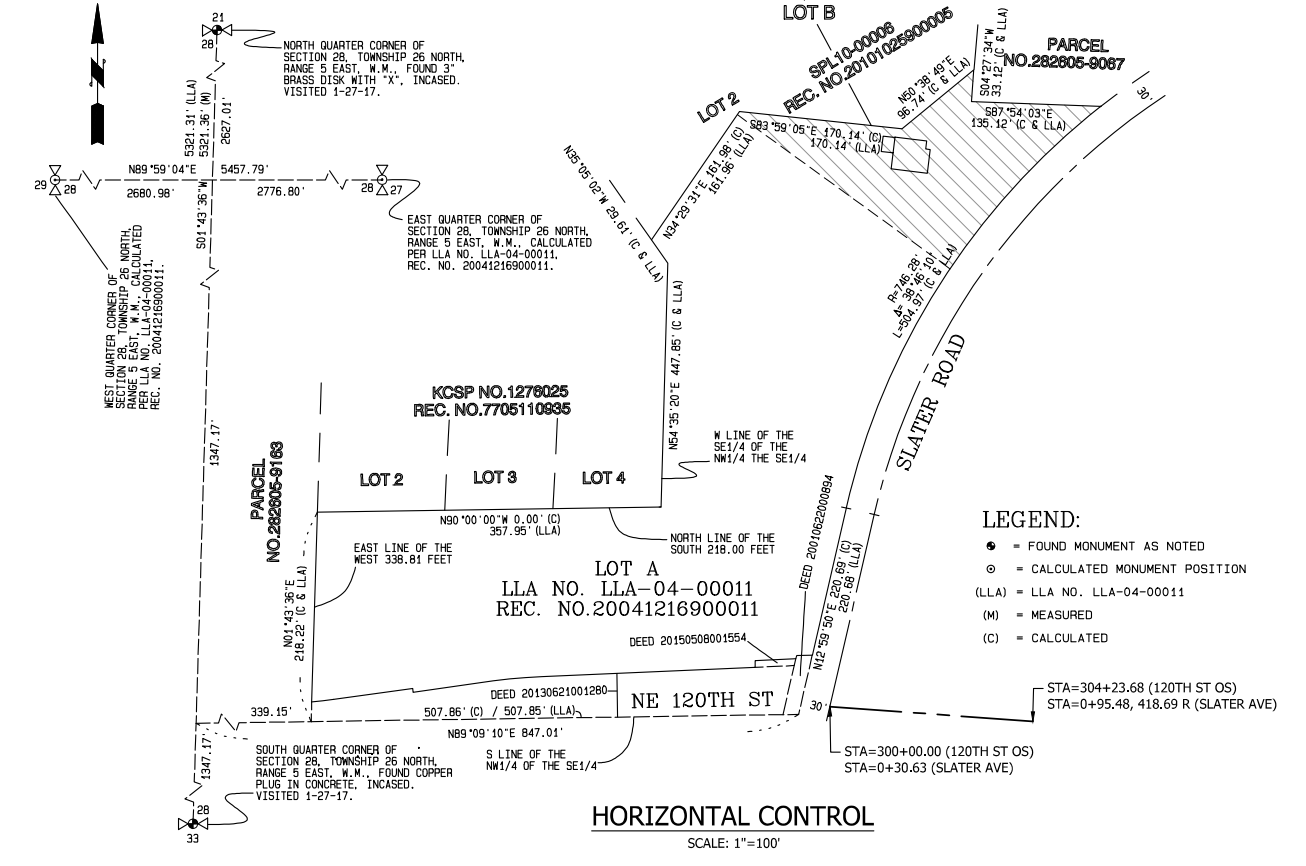 21
28
NORTH QUARTER CORNER OF
SECTION 28, TOWNSHIP 26 NORTH,
RANGE 5 EAST, W.M., FOUND 3"
BRASS DISK WITH "X", INCASED.
VISITED 1-27-17.
5321.31' (LLA)
5321.36 (M)
2627.01'
N89°59'04"E
5457.79'
29
28
2680.98'
2776.80'
28
27
S01°43'36"W
EAST QUARTER CORNER OF
SECTION 28, TOWNSHIP 26 NORTH,
RANGE 5 EAST, W.M., CALCULATED
PER LLA NO. LLA-04-00011,
REC. NO. 20041216900011.
WEST QUARTER CORNER OF
SECTION 28, TOWNSHIP 26 NORTH,
RANGE 5 EAST, W.M., CALCULATED
PER LLA NO. LLA-04-00011,
REC. NO. 20041216900011.
LOT B
SPL10-00006
REC. NO.20101025900005
LOT 2
N50°38'49"E
96.74' (C & LLA)
S04°27'34"W
33.12' (C & LLA)
PARCEL
NO.282605-9067
30'
S87°54'03"E
135.12' (C & LLA)
S83°59'05"E 170.14' (C)
170.14' (LLA)
N34°29'31"E 161.98' (C)
161.96' (LLA)
N35°05'02"W 29.61' (C & LLA)
R=746.28'
Δ= 38°46'10"
L=504.97' (C & LLA)
SLATER ROAD
N54°35'20"E 447.85' (C & LLA)
KCSP NO.1276025
REC. NO.7705110935
W LINE OF THE
SE1/4 OF THE
NW1/4 THE SE1/4
1347.17'
PARCEL
NO.282605-9163
LOT 2
LOT 3
LOT 4
N90°00'00"W 0.00' (C)
357.95' (LLA)
NORTH LINE OF THE
SOUTH 218.00 FEET
EAST LINE OF THE
WEST 338.81 FEET
LOT A
LLA NO. LLA-04-00011
REC. NO.20041216900011
DEED 20010622000894
N12°59'50"E 220.69' (C)
220.68' (LLA)
N01°43'36"E
218.22' (C & LLA)
DEED 20150508001554
DEED 20130621001280
NE 120TH ST
30'
339.15'
507.86' (C) / 507.85' (LLA)
N89°09'10"E 847.01'
S LINE OF THE
NW1/4 OF THE SE1/4
1347.17'
SOUTH QUARTER CORNER OF
SECTION 28, TOWNSHIP 26 NORTH,
RANGE 5 EAST, W.M., FOUND COPPER
PLUG IN CONCRETE, INCASED.
VISITED 1-27-17.
28
33
LEGEND:
= FOUND MONUMENT AS NOTED
= CALCULATED MONUMENT POSITION
(LLA) = LLA NO. LLA-04-00011
(M) = MEASURED
(C) = CALCULATED
STA=304+23.68 (120TH ST OS)
STA=0+95.48, 418.69 R (SLATER AVE)
STA=300+00.00 (120TH ST OS)
STA=0+30.63 (SLATER AVE)
HORIZONTAL CONTROL
SCALE: 1"=100'